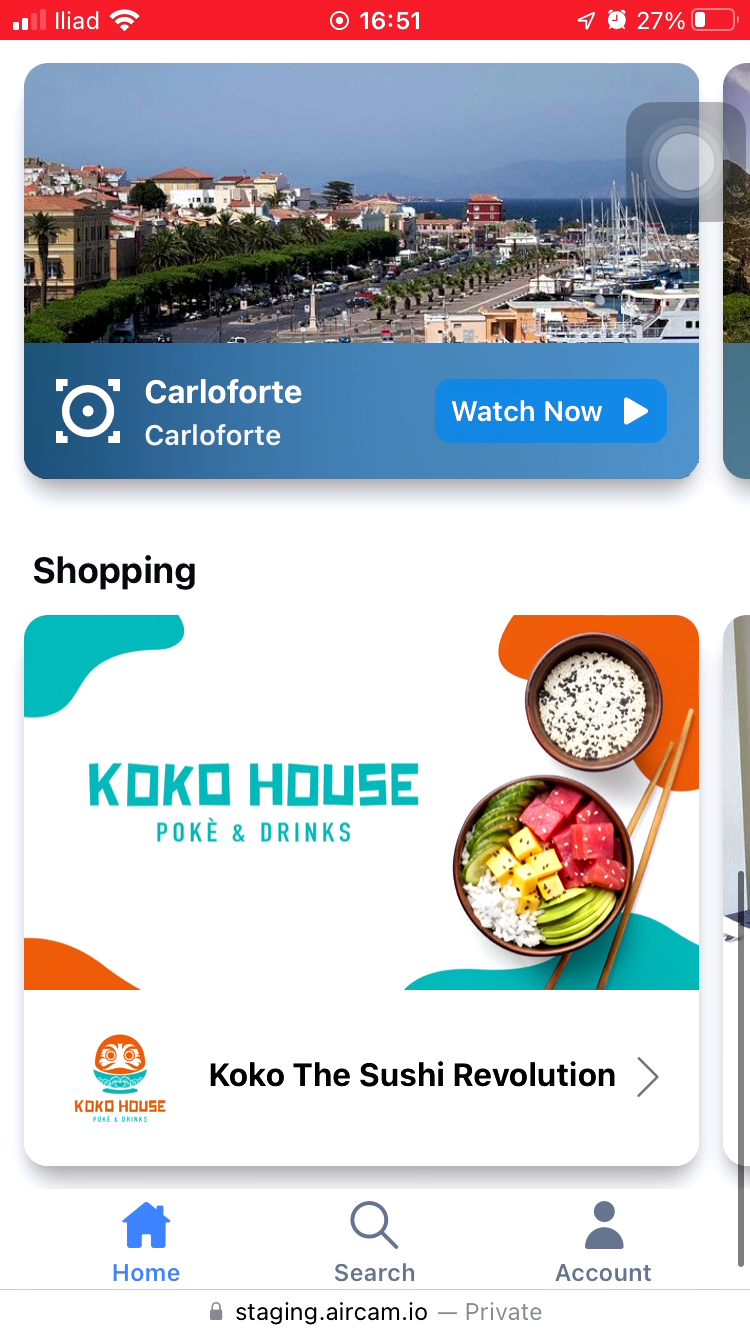 Iliad 16:51 27%
Carloforte
Carloforte
Watch Now
Shopping
KOKO HOUSE
POKÈ & DRINKS
KOKO HOUSE
POKÈ & DRINKS
Koko The Sushi Revolution
Home Search Account
staging.aircam.io — Private